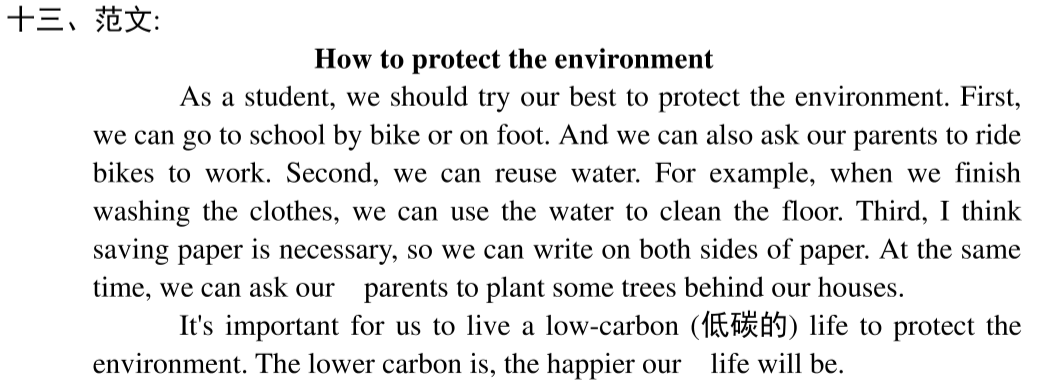 十三、范文:
How to protect the environment
As a student, we should try our best to protect the environment. First,
we can go to school by bike or on foot. And we can also ask our parents to ride
bikes to work. Second, we can reuse water. For example, when we finish
washing the clothes, we can use the water to clean the floor. Third, I think
saving paper is necessary, so we can write on both sides of paper. At the same
time, we can ask our parents to plant some trees behind our houses.
It's important for us to live a low-carbon (低碳的) life to protect the
environment. The lower carbon is, the happier our life will be.